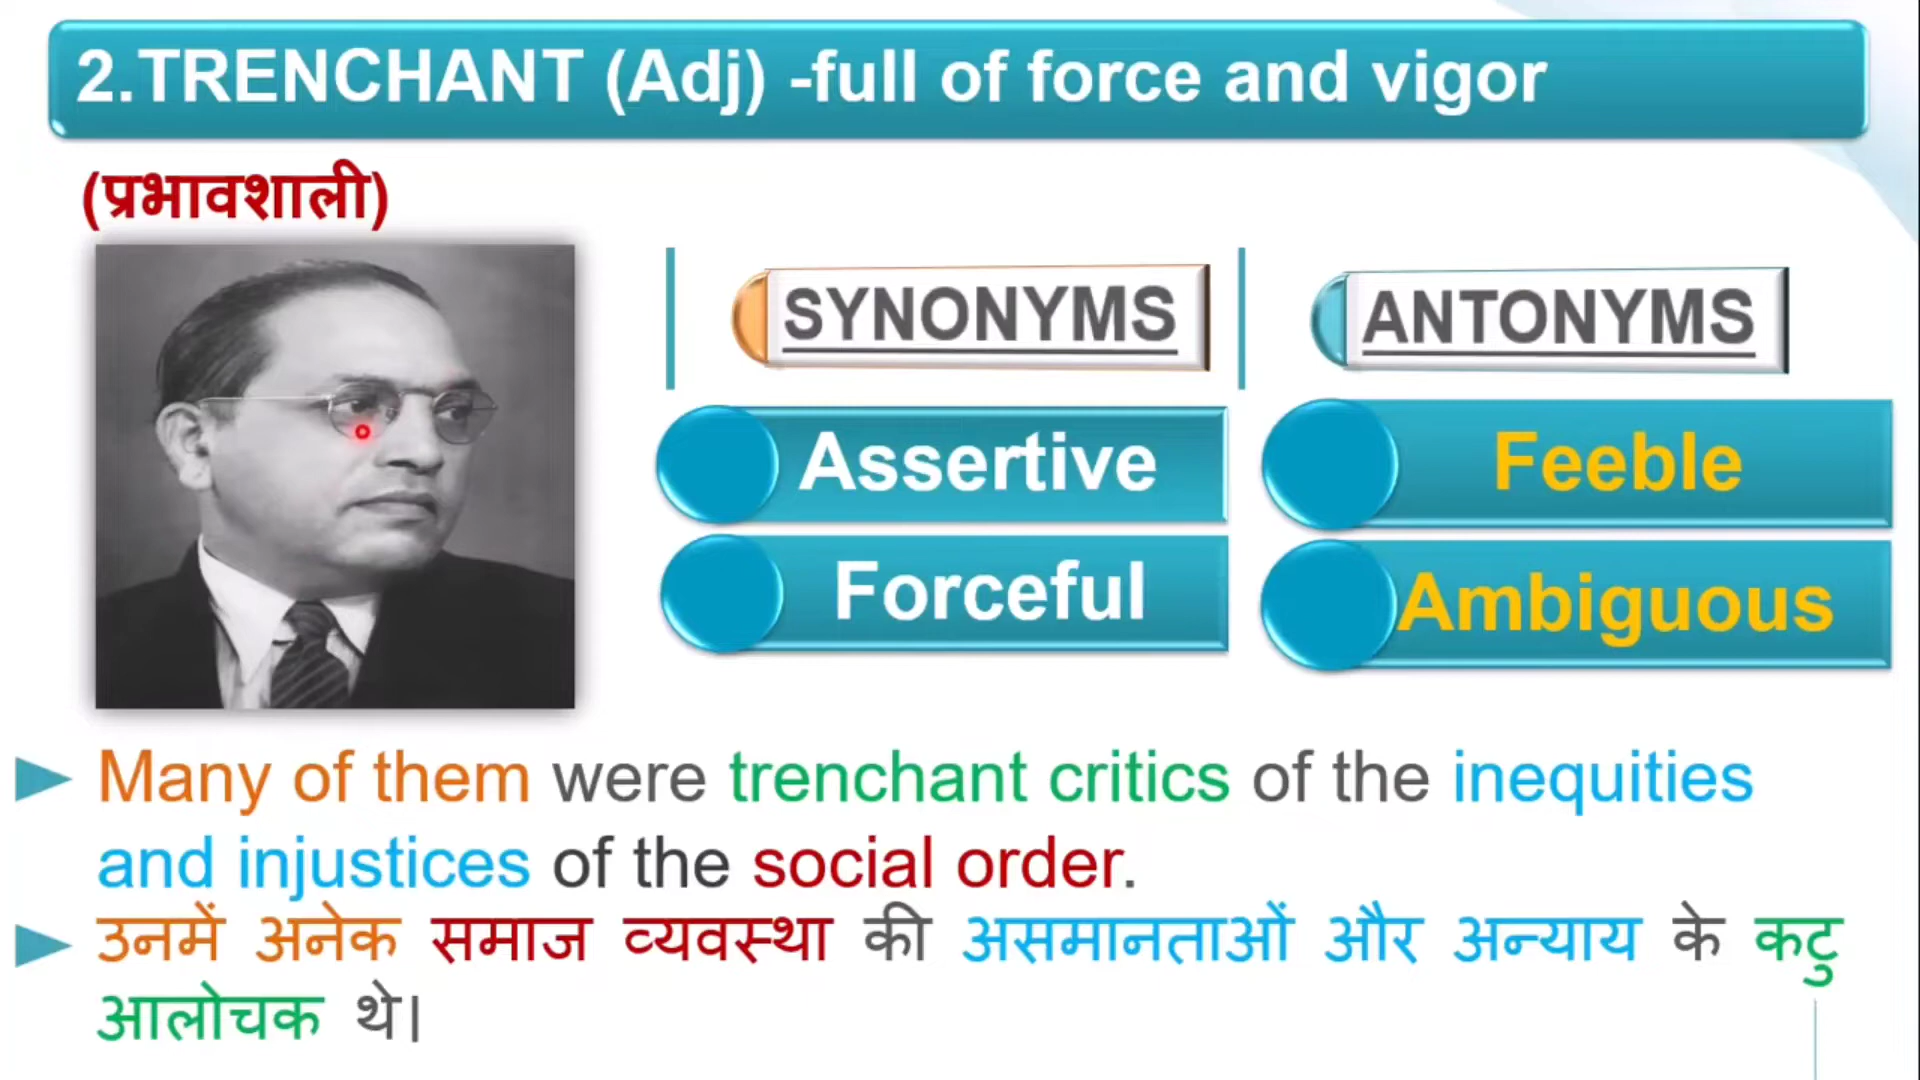 2.TRENCHANT (Adj) -full of force and vigor
(प्रभावशाली)
SYNONYMS
ANTONYMS
Assertive
Feeble
Forceful
Ambiguous
Many of them were trenchant critics of the inequities
and injustices of the social order.
उनमें अनेक समाज व्यवस्था की असमानताओं और अन्याय के कटु
आलोचक थे।